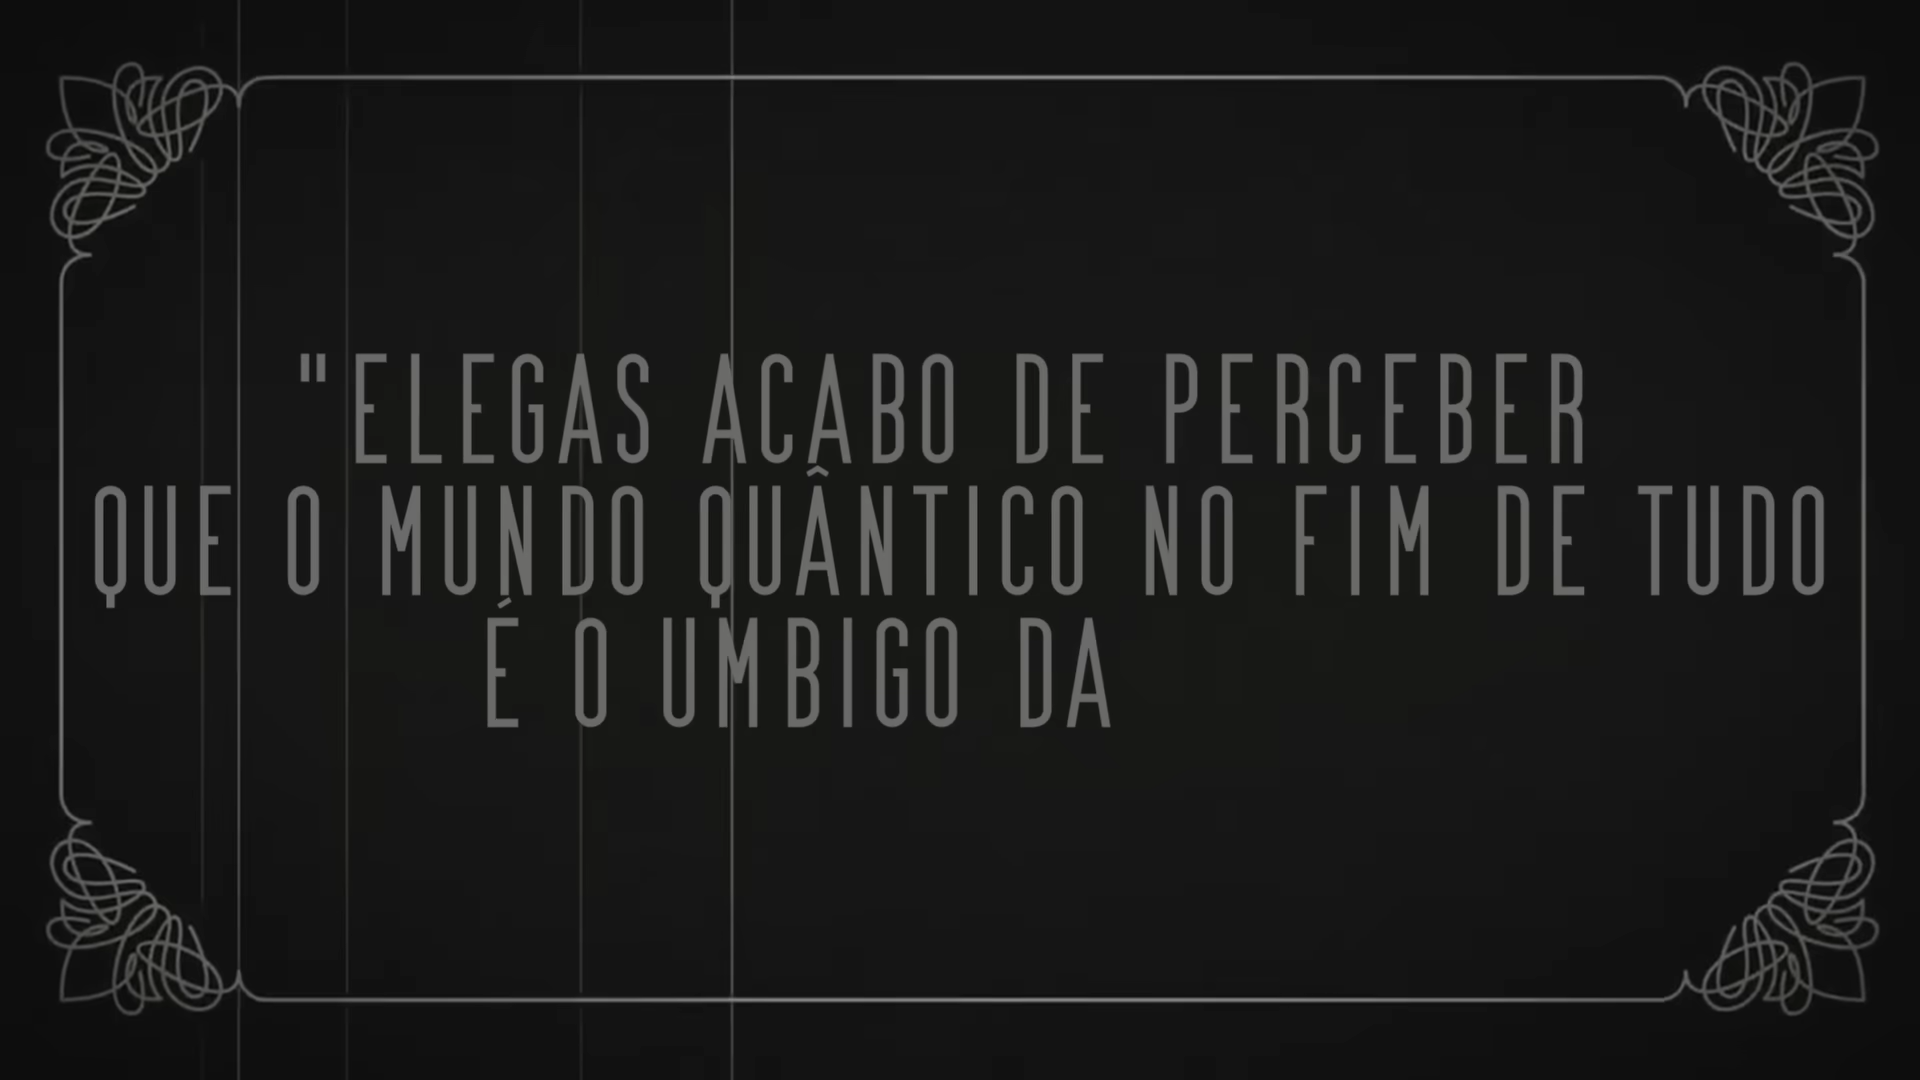 "ELEGAS ACABO DE PERCEBER
QUE O MUNDO QUÂNTICO NO FIM DE TUDO
É O UMBIGO DA